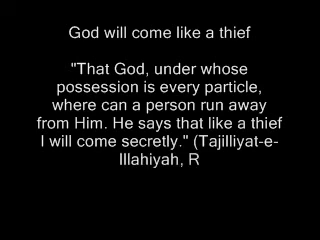 God will come like a thief
"That God, under whose
possession is every particle,
where can a person run away
from Him. He says that like a thief
I will come secretly." (Tajilliyat-e-
Illahiyah, R